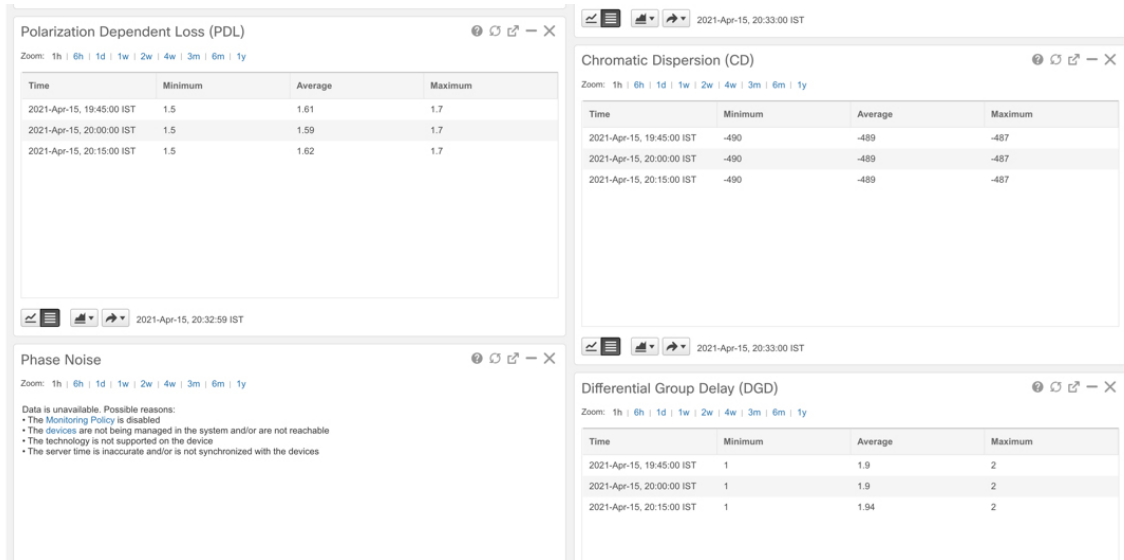 Polarization Dependent Loss (PDL)
Zoom: 1h | 6h | 1d | 1w | 2w | 4w | 3m | 6m | 1y
Time Minimum Average Maximum
2021-Apr-15, 19:45:00 IST 1.5 1.61 1.7
2021-Apr-15, 20:00:00 IST 1.5 1.59 1.7
2021-Apr-15, 20:15:00 IST 1.5 1.62 1.7
2021-Apr-15, 20:32:59 IST
Phase Noise
Zoom: 1h | 6h | 1d | 1w | 2w | 4w | 3m | 6m | 1y
Data is unavailable. Possible reasons:
• The Monitoring Policy is disabled
• The devices are not being managed in the system and/or are not reachable
• The technology is not supported on the device
• The server time is inaccurate and/or is not synchronized with the devices
2021-Apr-15, 20:33:00 IST
Chromatic Dispersion (CD)
Zoom: 1h | 6h | 1d | 1w | 2w | 4w | 3m | 6m | 1y
Time Minimum Average Maximum
2021-Apr-15, 19:45:00 IST -490 -489 -487
2021-Apr-15, 20:00:00 IST -490 -489 -487
2021-Apr-15, 20:15:00 IST -490 -489 -487
2021-Apr-15, 20:33:00 IST
Differential Group Delay (DGD)
Zoom: 1h | 6h | 1d | 1w | 2w | 4w | 3m | 6m | 1y
Time Minimum Average Maximum
2021-Apr-15, 19:45:00 IST 1 1.9 2
2021-Apr-15, 20:00:00 IST 1 1.9 2
2021-Apr-15, 20:15:00 IST 1 1.94 2